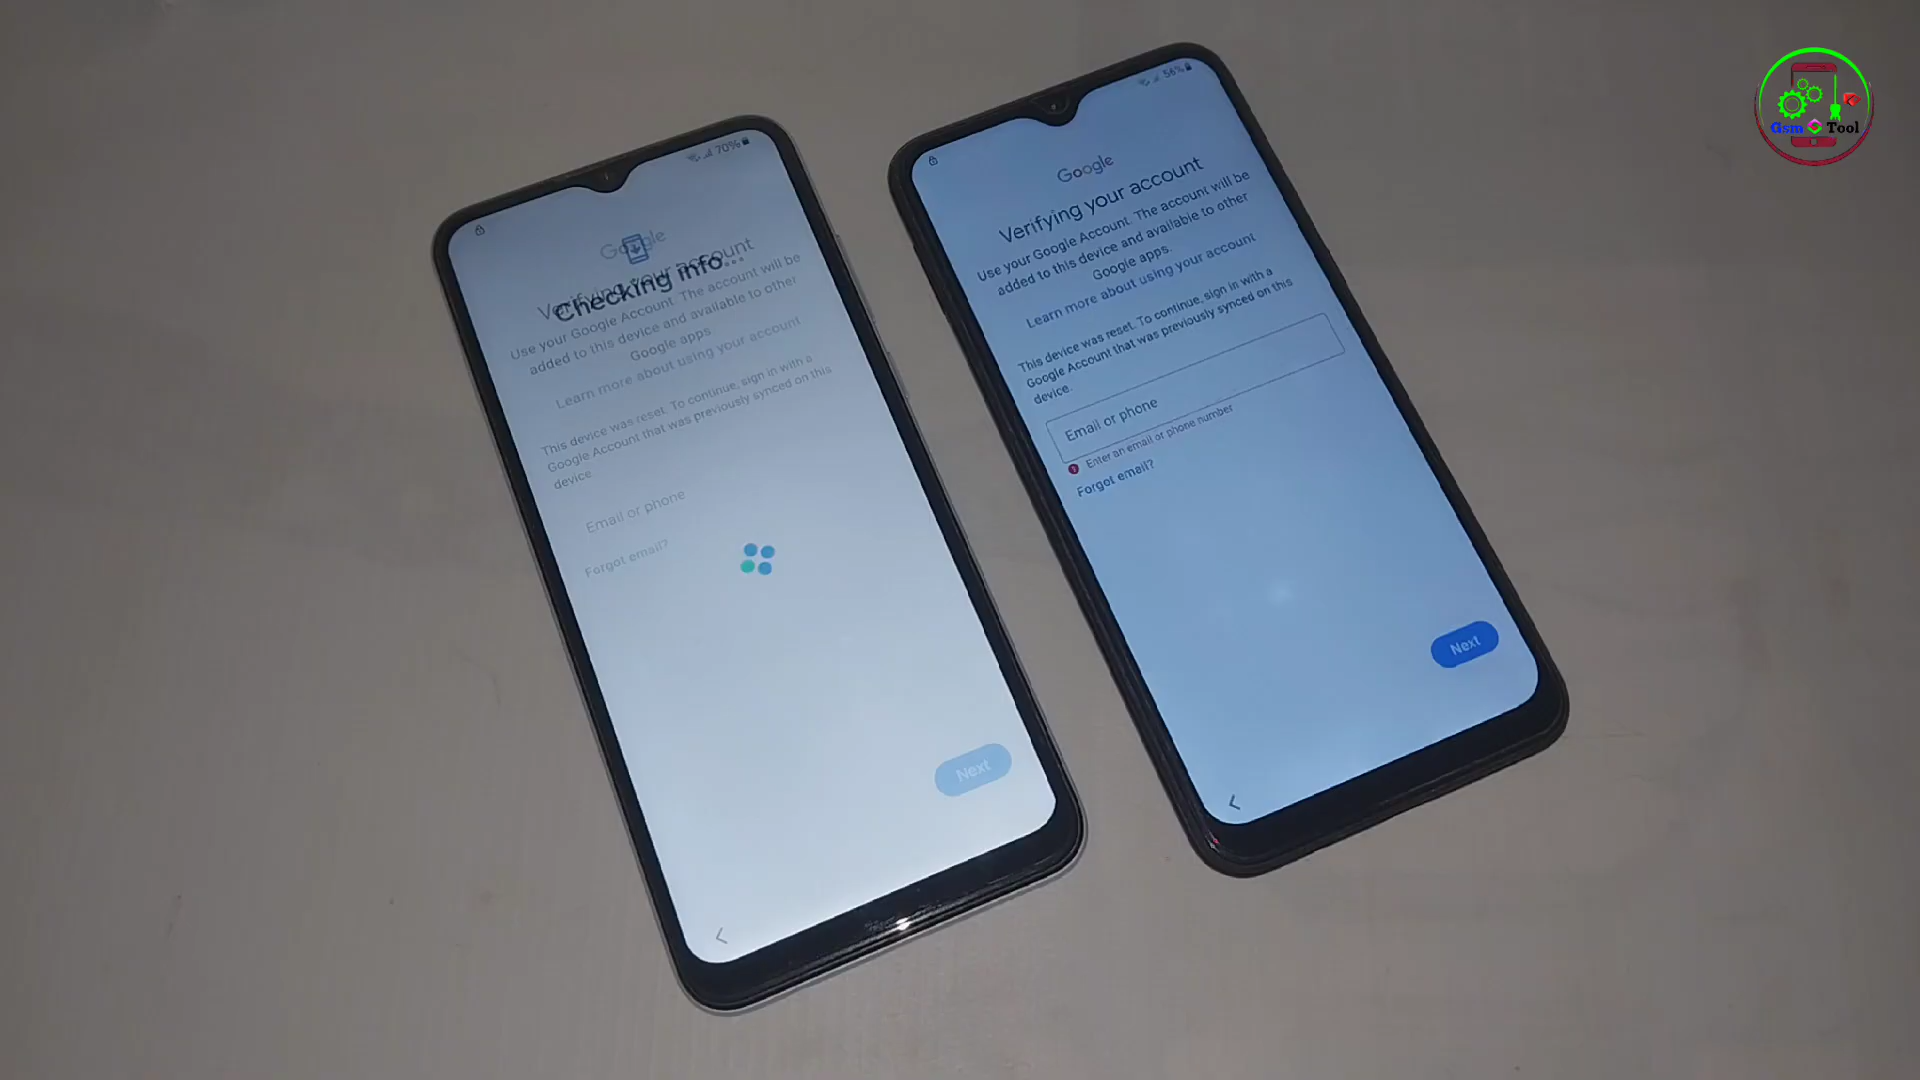 70%
Google
Verifying your account
Checking info...
Use your Google Account. The account will be
added to this device and available to other
Google apps.
Learn more about using your account
This device was reset. To continue, sign in with a
Google Account that was previously synced on this
device.
Email or phone
Forgot email?
Next
56%
Google
Verifying your account
Use your Google Account. The account will be
added to this device and available to other
Google apps.
Learn more about using your account
This device was reset. To continue, sign in with a
Google Account that was previously synced on this
device.
Email or phone
Enter an email or phone number
Forgot email?
Next
Gsm Tool